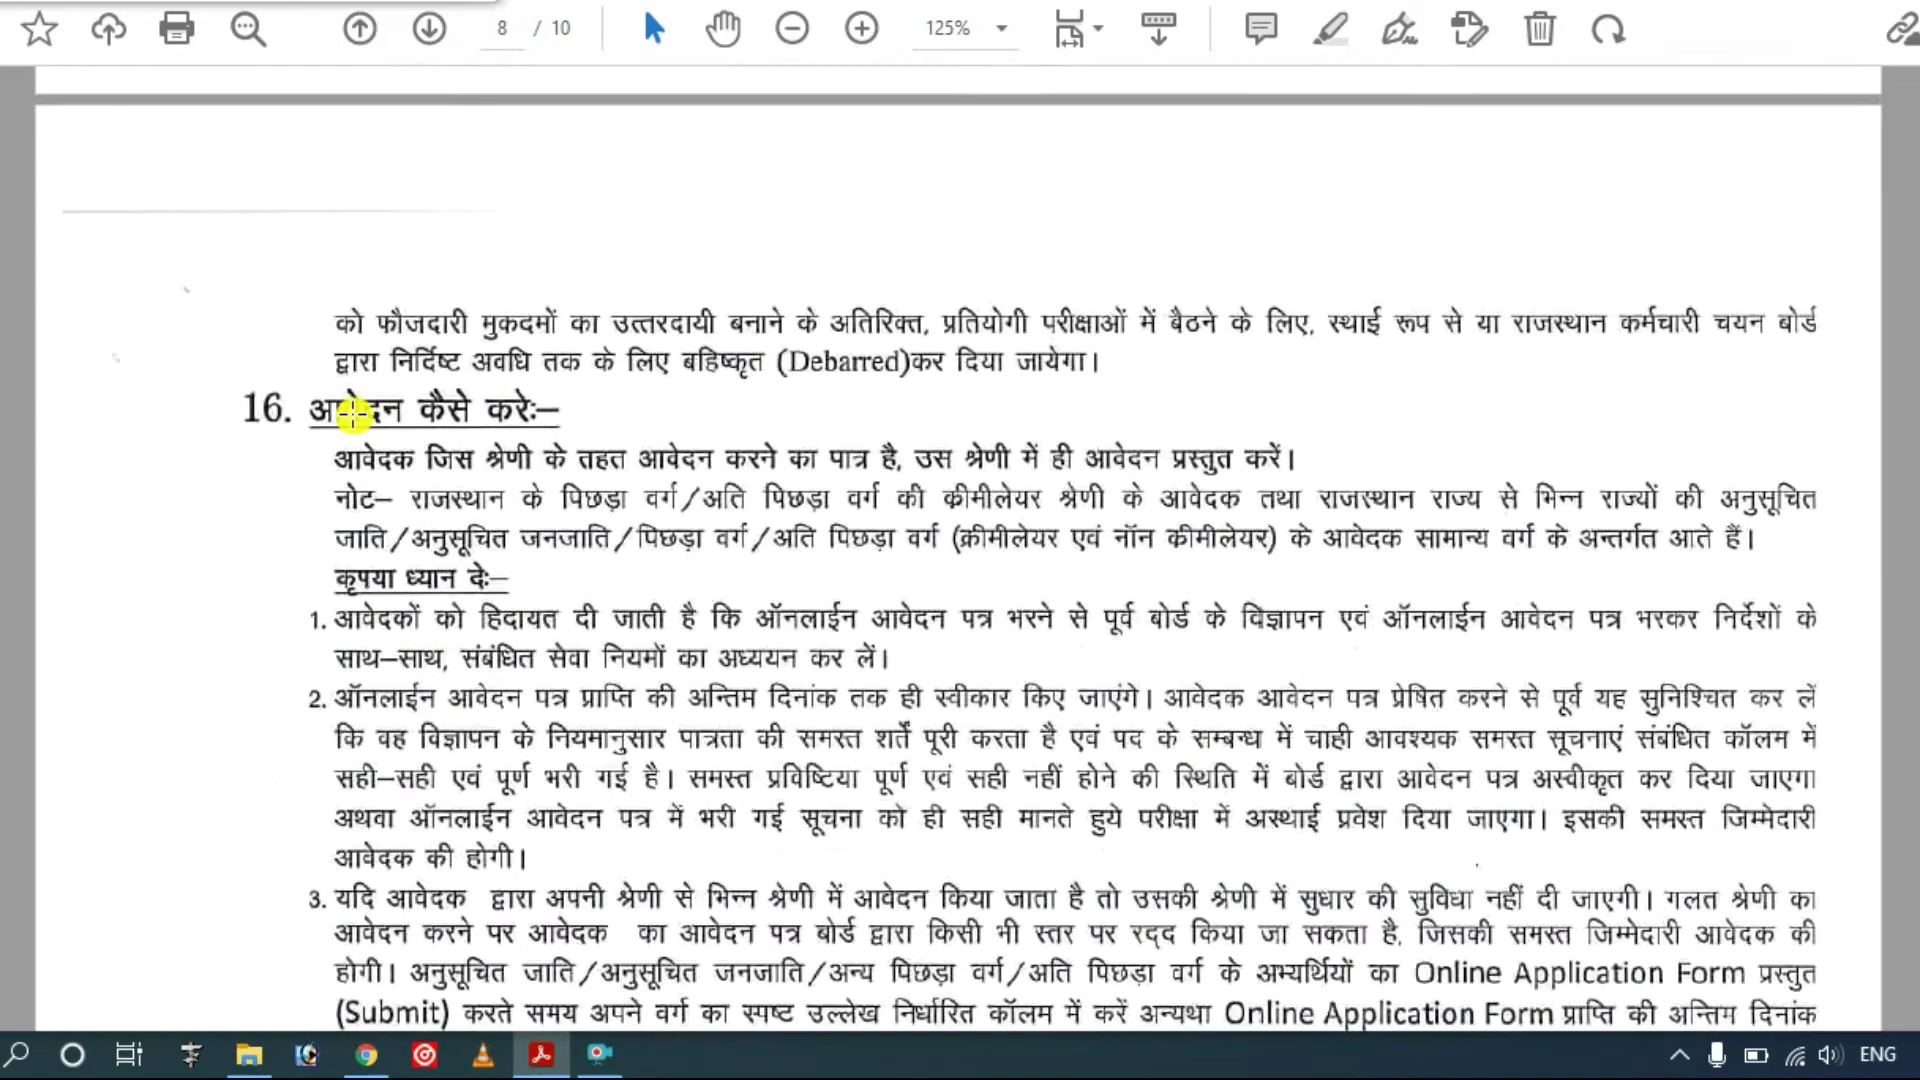 8 / 10 125%
को फौजदारी मुकदमों का उत्तरदायी बनाने के अतिरिक्त, प्रतियोगी परीक्षाओं में बैठने के लिए, स्थाई रूप से या राजस्थान कर्मचारी चयन बोर्ड
द्वारा निर्दिष्ट अवधि तक के लिए बहिष्कृत (Debarred)कर दिया जायेगा।
16. आवेदन कैसे करेः–
आवेदक जिस श्रेणी के तहत आवेदन करने का पात्र है, उस श्रेणी में ही आवेदन प्रस्तुत करें।
नोट– राजस्थान के पिछड़ा वर्ग/अति पिछड़ा वर्ग की क्रीमीलेयर श्रेणी के आवेदक तथा राजस्थान राज्य से भिन्न राज्यों की अनुसूचित
जाति/अनुसूचित जनजाति/पिछड़ा वर्ग/अति पिछड़ा वर्ग (क्रीमीलेयर एवं नॉन क्रीमीलेयर) के आवेदक सामान्य वर्ग के अन्तर्गत आते हैं।
कृपया ध्यान देः–
1. आवेदकों को हिदायत दी जाती है कि ऑनलाईन आवेदन पत्र भरने से पूर्व बोर्ड के विज्ञापन एवं ऑनलाईन आवेदन पत्र भरकर निर्देशों के
साथ–साथ, संबंधित सेवा नियमों का अध्ययन कर लें।
2. ऑनलाईन आवेदन पत्र प्राप्ति की अन्तिम दिनांक तक ही स्वीकार किए जाएंगे। आवेदक आवेदन पत्र प्रेषित करने से पूर्व यह सुनिश्चित कर लें
कि वह विज्ञापन के नियमानुसार पात्रता की समस्त शर्तें पूरी करता है एवं पद के सम्बन्ध में चाही आवश्यक समस्त सूचनाएं संबंधित कॉलम में
सही–सही एवं पूर्ण भरी गई है। समस्त प्रविष्टिया पूर्ण एवं सही नहीं होने की स्थिति में बोर्ड द्वारा आवेदन पत्र अस्वीकृत कर दिया जाएगा
अथवा ऑनलाईन आवेदन पत्र में भरी गई सूचना को ही सही मानते हुये परीक्षा में अस्थाई प्रवेश दिया जाएगा। इसकी समस्त जिम्मेदारी
आवेदक की होगी।
3. यदि आवेदक द्वारा अपनी श्रेणी से भिन्न श्रेणी में आवेदन किया जाता है तो उसकी श्रेणी में सुधार की सुविधा नहीं दी जाएगी। गलत श्रेणी का
आवेदन करने पर आवेदक का आवेदन पत्र बोर्ड द्वारा किसी भी स्तर पर रद्द किया जा सकता है, जिसकी समस्त जिम्मेदारी आवेदक की
होगी। अनुसूचित जाति/अनुसूचित जनजाति/अन्य पिछड़ा वर्ग/अति पिछड़ा वर्ग के अभ्यर्थियों का Online Application Form प्रस्तुत
(Submit) करते समय अपने वर्ग का स्पष्ट उल्लेख निर्धारित कॉलम में करें अन्यथा Online Application Form प्राप्ति की अन्तिम दिनांक
ENG